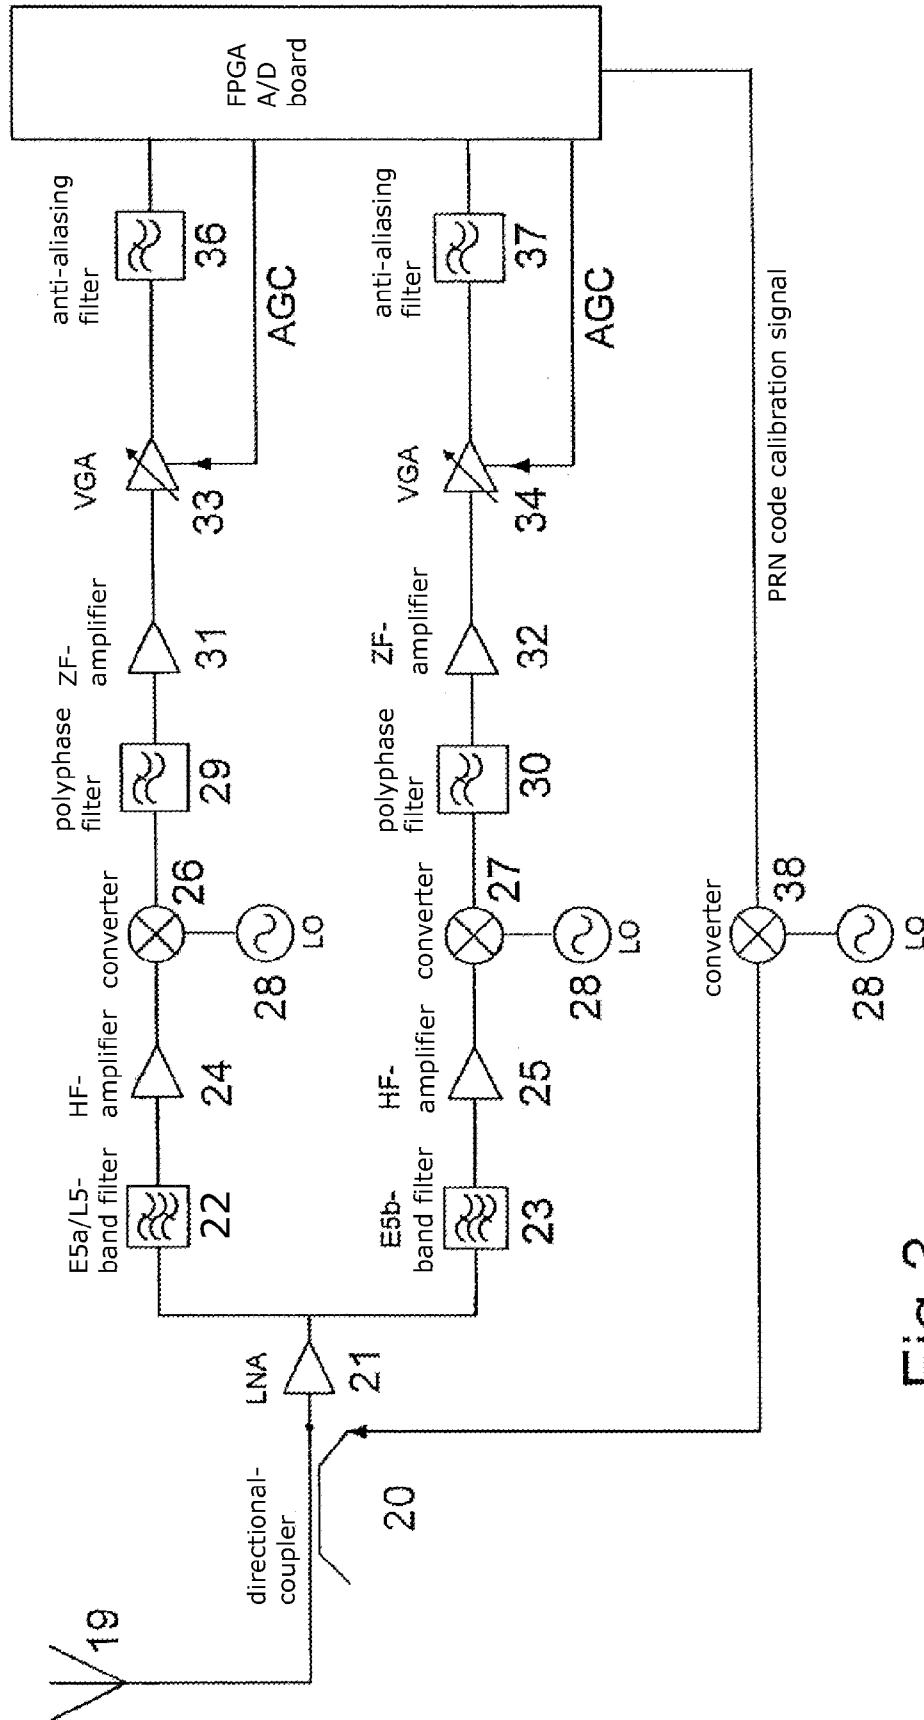 19
directional-
coupler
20
LNA
21
E5a/L5-
band filter
22
HF-
amplifier
24
converter
26
28
LO
polyphase
filter
29
ZF-
amplifier
31
VGA
33
AGC
anti-aliasing
filter
36
FPGA
A/D
board
E5b-
band filter
23
HF-
amplifier
25
converter
27
28
LO
polyphase
filter
30
ZF-
amplifier
32
VGA
34
AGC
anti-aliasing
filter
37
converter
38
28
LO
PRN code calibration signal
Fig. 2